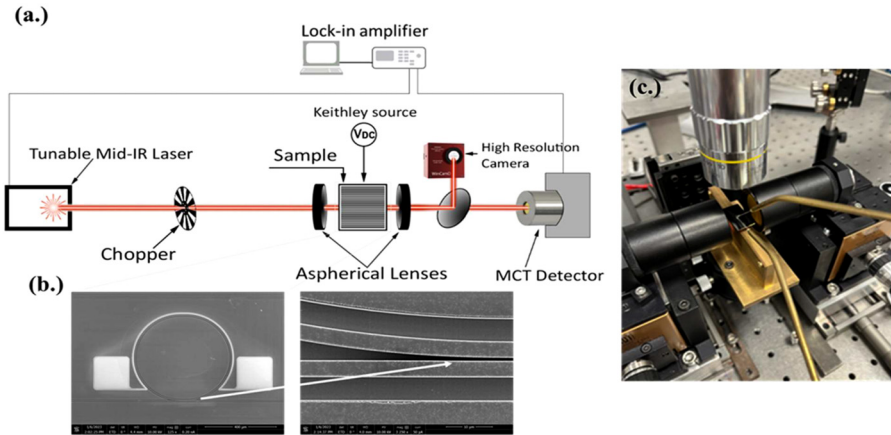 (a.)
Lock-in amplifier
Keithley source
VDC
Tunable Mid-IR Laser
Sample
High Resolution
Camera
Chopper
Aspherical Lenses
MCT Detector
(b.)
(c.)